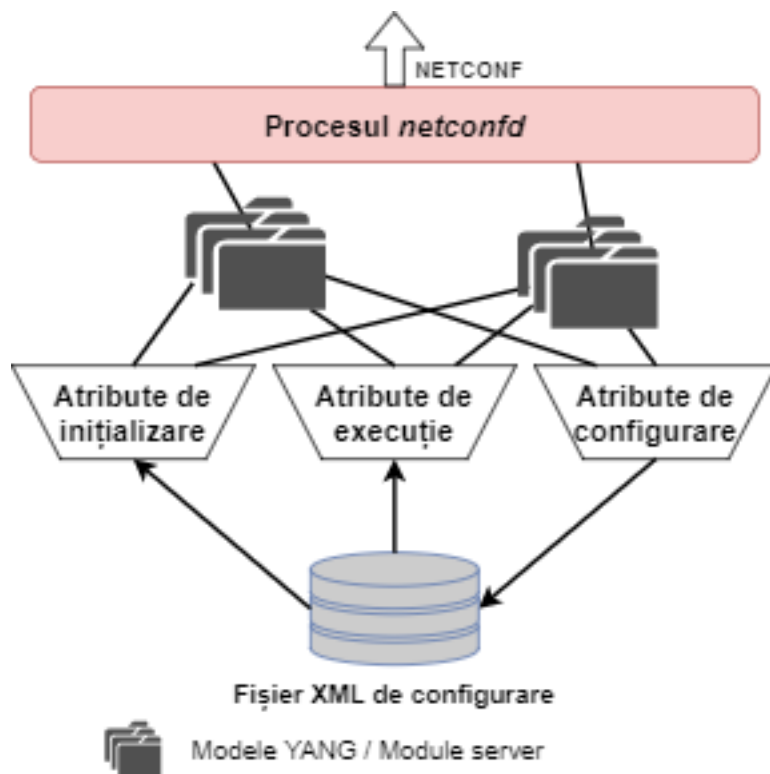 NETCONF
Procesul netconfd
Atribute de
inițializare
Atribute de
execuție
Atribute de
configurare
Fișier XML de configurare
Modele YANG / Module server